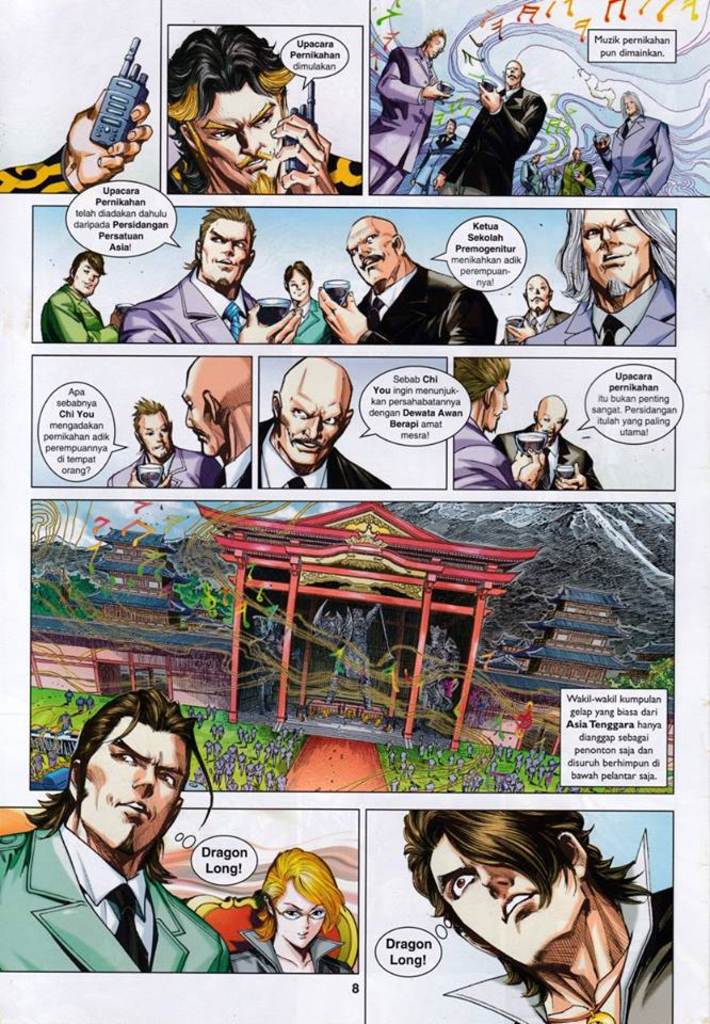 Upacara
Pernikahan
dimulakan
Muzik pernikahan
pun dimainkan.
Upacara
Pernikahan
telah diadakan dahulu
daripada Persidangan
Persatuan
Asia!
Ketua
Sekolah
Premogenitur
menikahkan adik
perempuan-
nya.
Apa
sebabnya
Chi You
mengadakan
pernikahan adik
perempuannya
di tempat
orang?
Sebab Chi
You ingin menunjuk-
kan persahabatannya
dengan Dewata Awan
Berapi amat
mesra!
Upacara
pernikahan
itu bukan penting
sangat. Persidangan
itulah yang paling
utama!
Wakil-wakil kumpulan
gelap yang biasa dari
Asia Tenggara hanya
dianggap sebagai
penonton saja dan
disuruh berhimpun di
bawah pelantar saja.
Dragon
Long!
Dragon
Long!
8